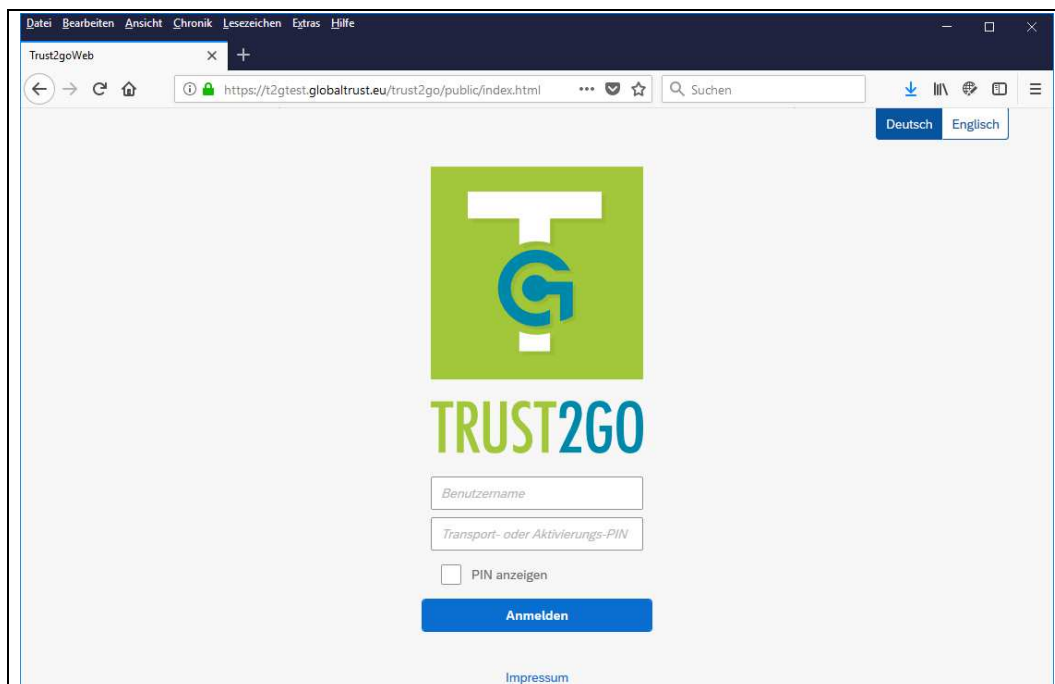 Datei Bearbeiten Ansicht Chronik Lesezeichen Extras Hilfe
Trust2goWeb
https://t2gtest.globaltrust.eu/trust2go/public/index.html
Suchen
Deutsch Englisch
TRUST2GO
Benutzername
Transport- oder Aktivierungs-PIN
PIN anzeigen
Anmelden
Impressum